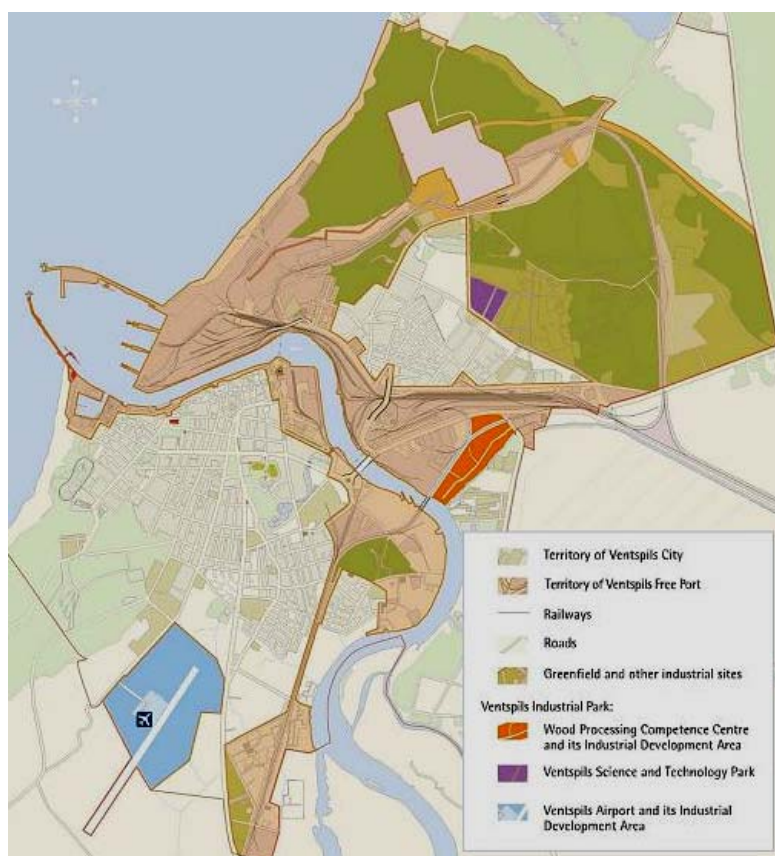 Territory of Ventspils City
Territory of Ventspils Free Port
Railways
Roads
Greenfield and other industrial sites
Ventspils Industrial Park:
Wood Processing Competence Centre
and its Industrial Development Area
Ventspils Science and Technology Park
Ventspils Airport and its Industrial
Development Area